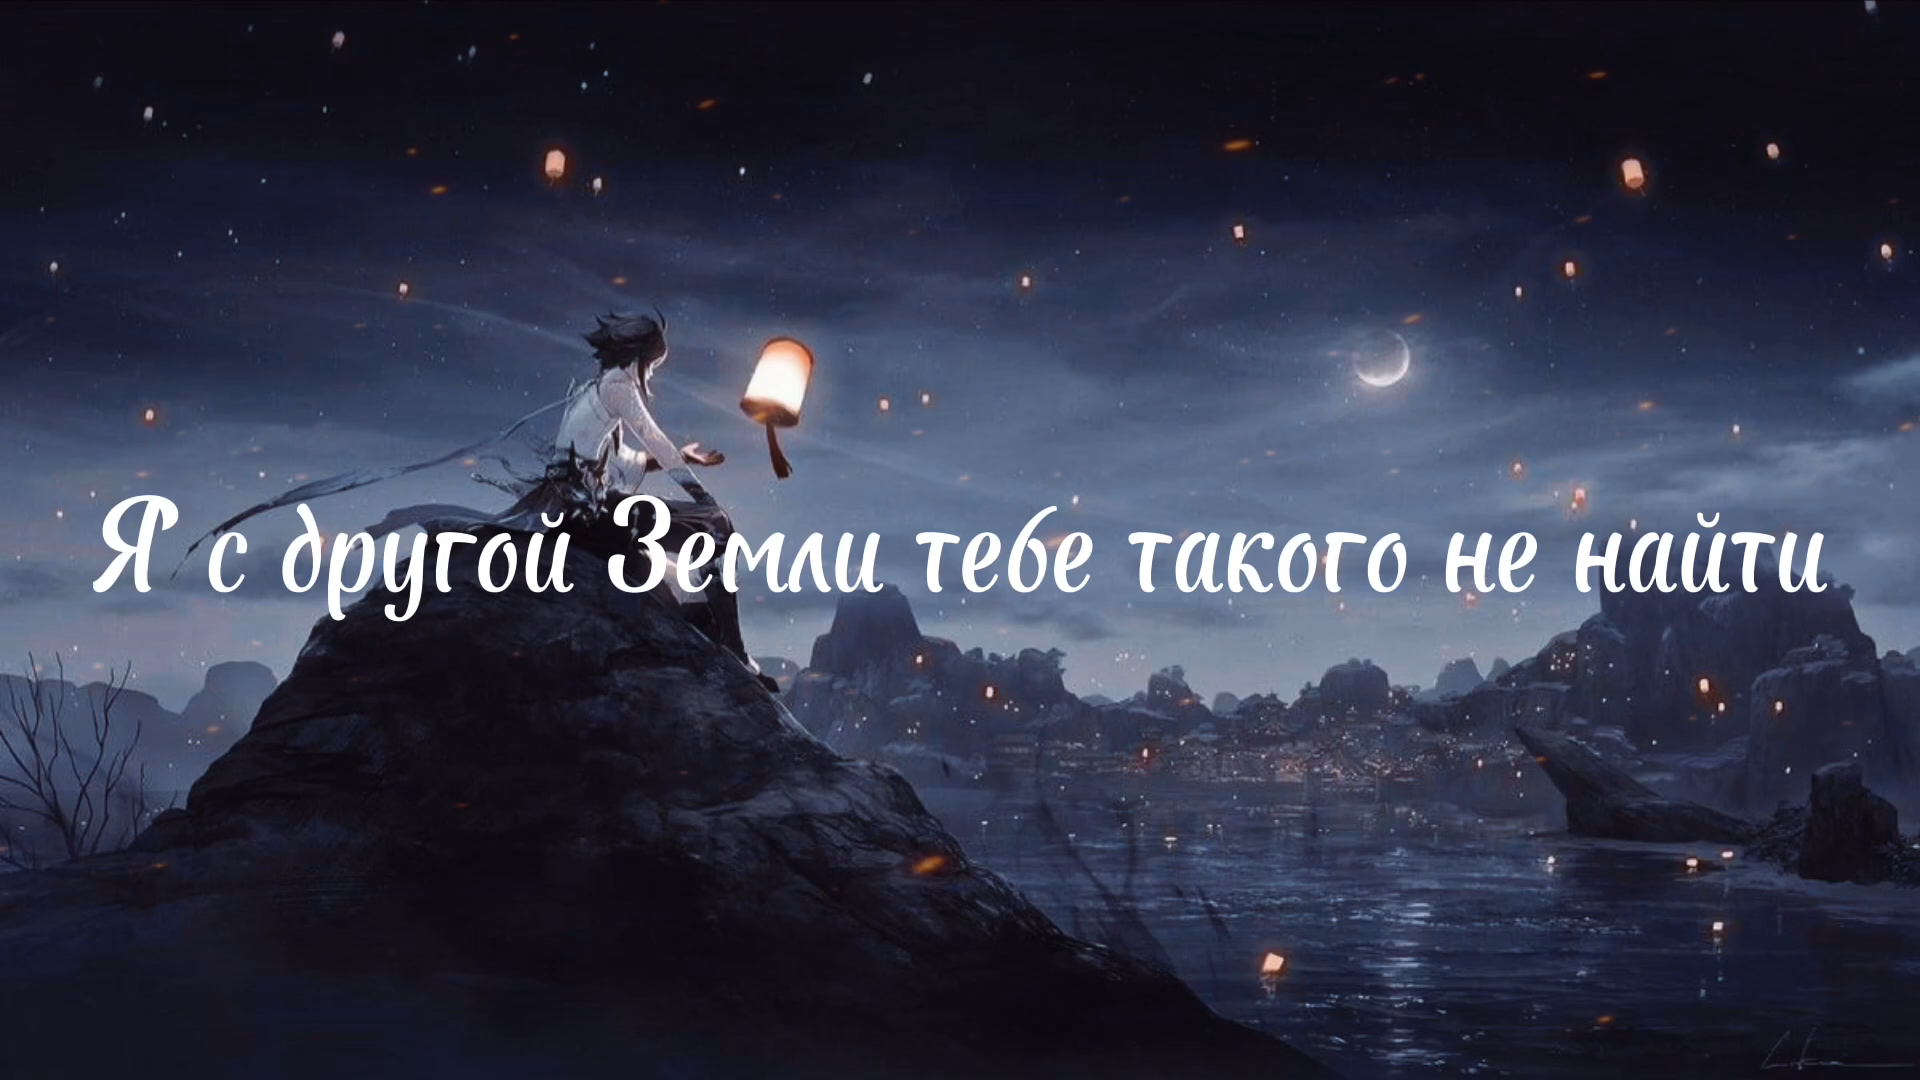 Я с другой Земли тебе такого не найти